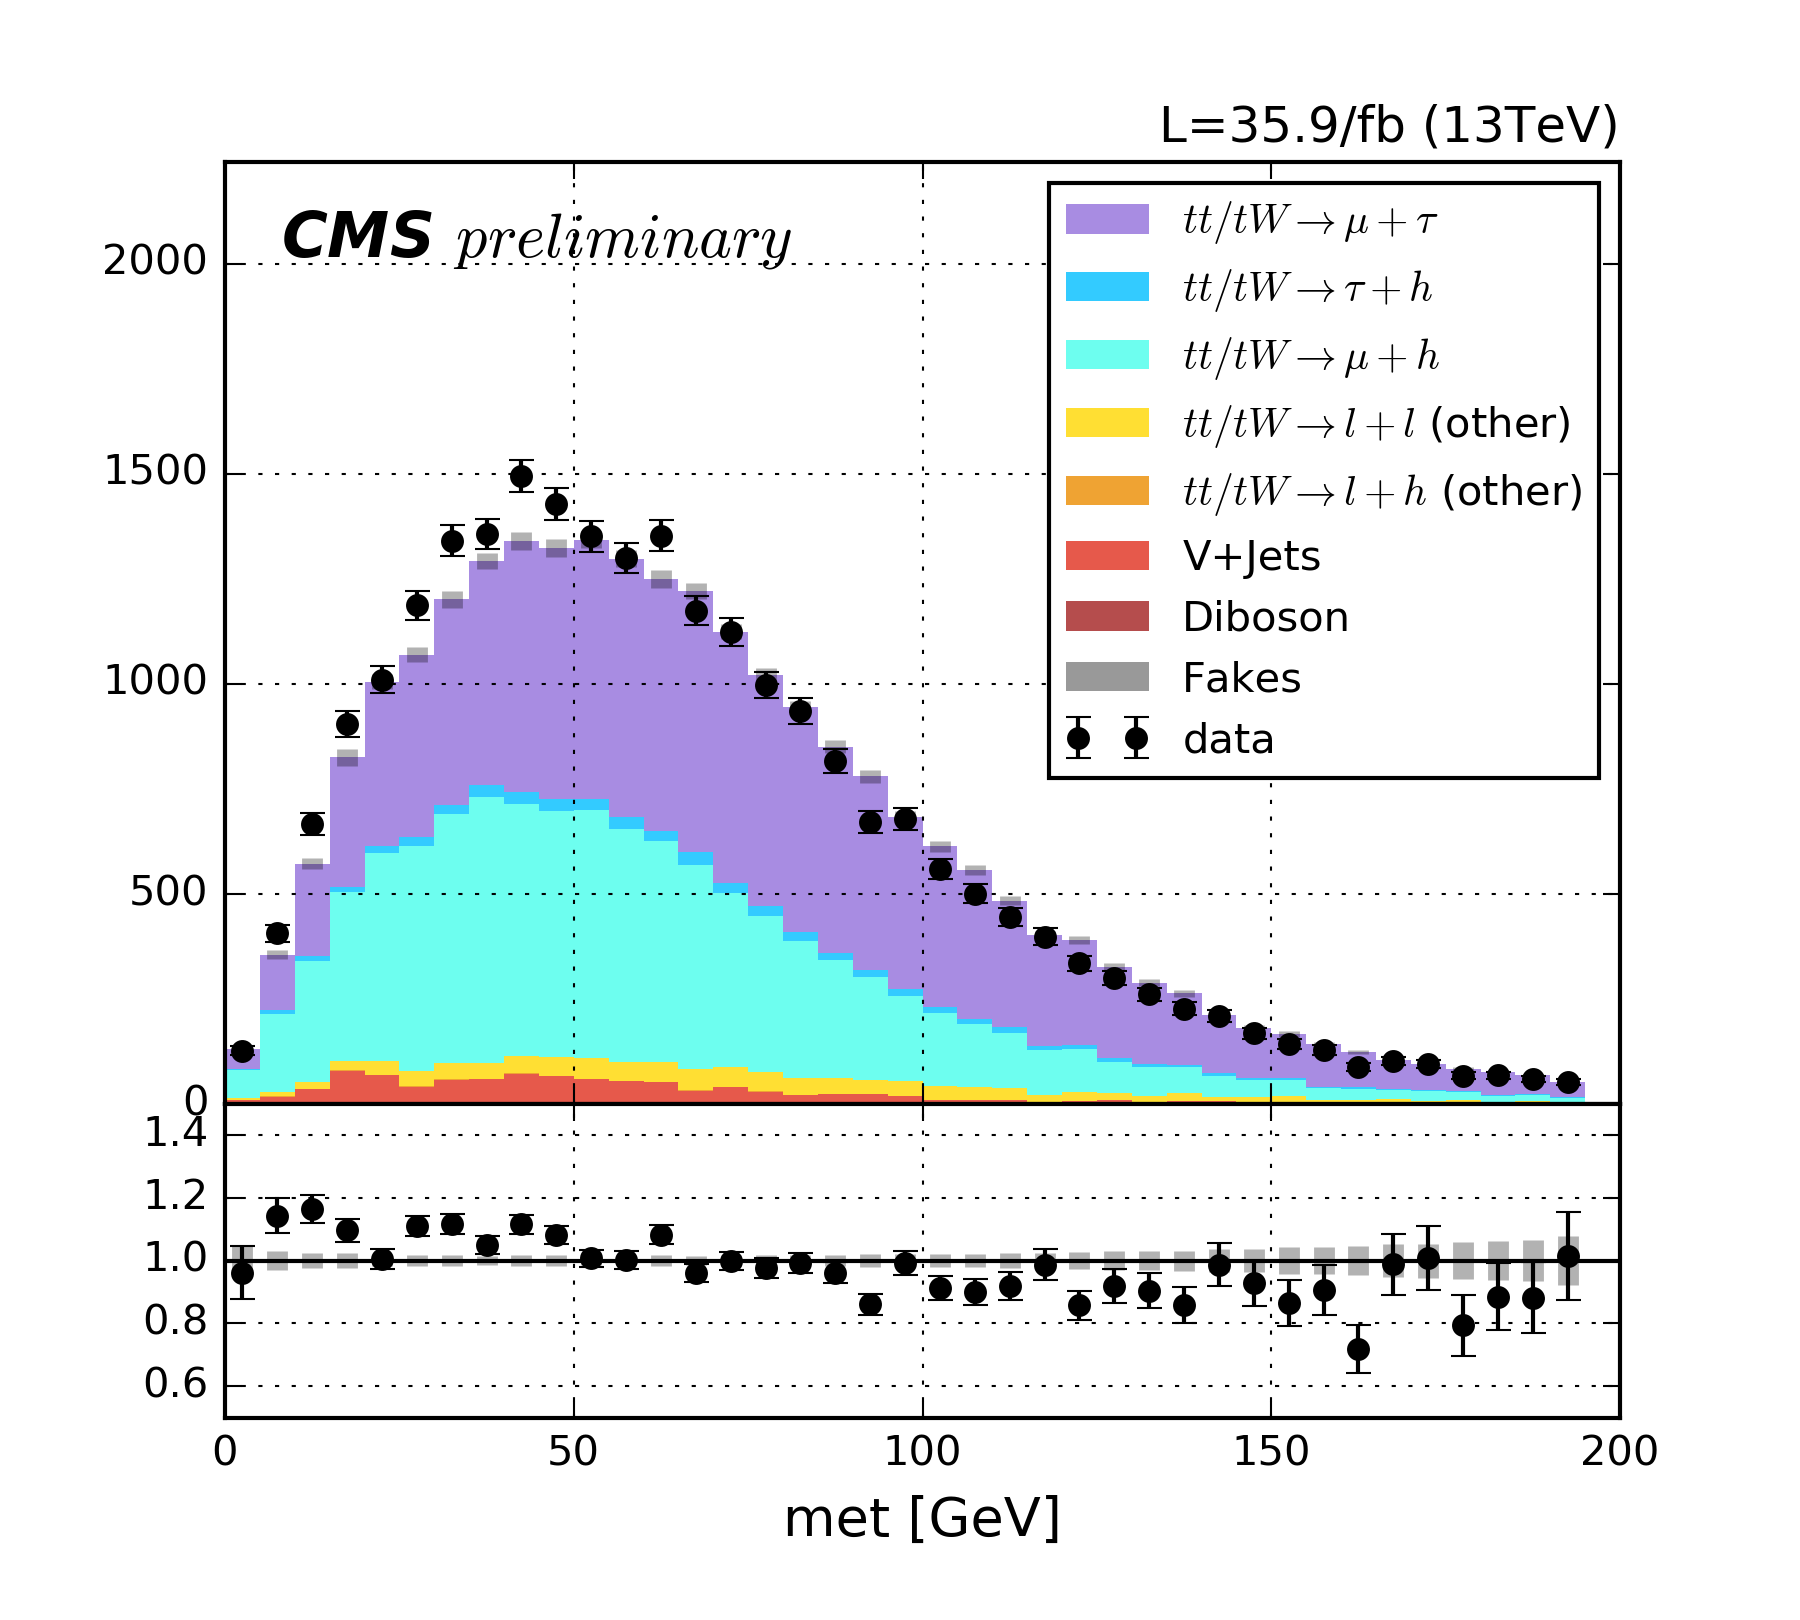 L=35.9/fb (13TeV)
CMS preliminary
2000
1500
1000
500
0
tt/tW → μ + τ
tt/tW → τ + h
tt/tW → μ + h
tt/tW → l + l (other)
tt/tW → l + h (other)
V+Jets
Diboson
Fakes
data
1.4
1.2
1.0
0.8
0.6
0 50 100 150 200
met [GeV]